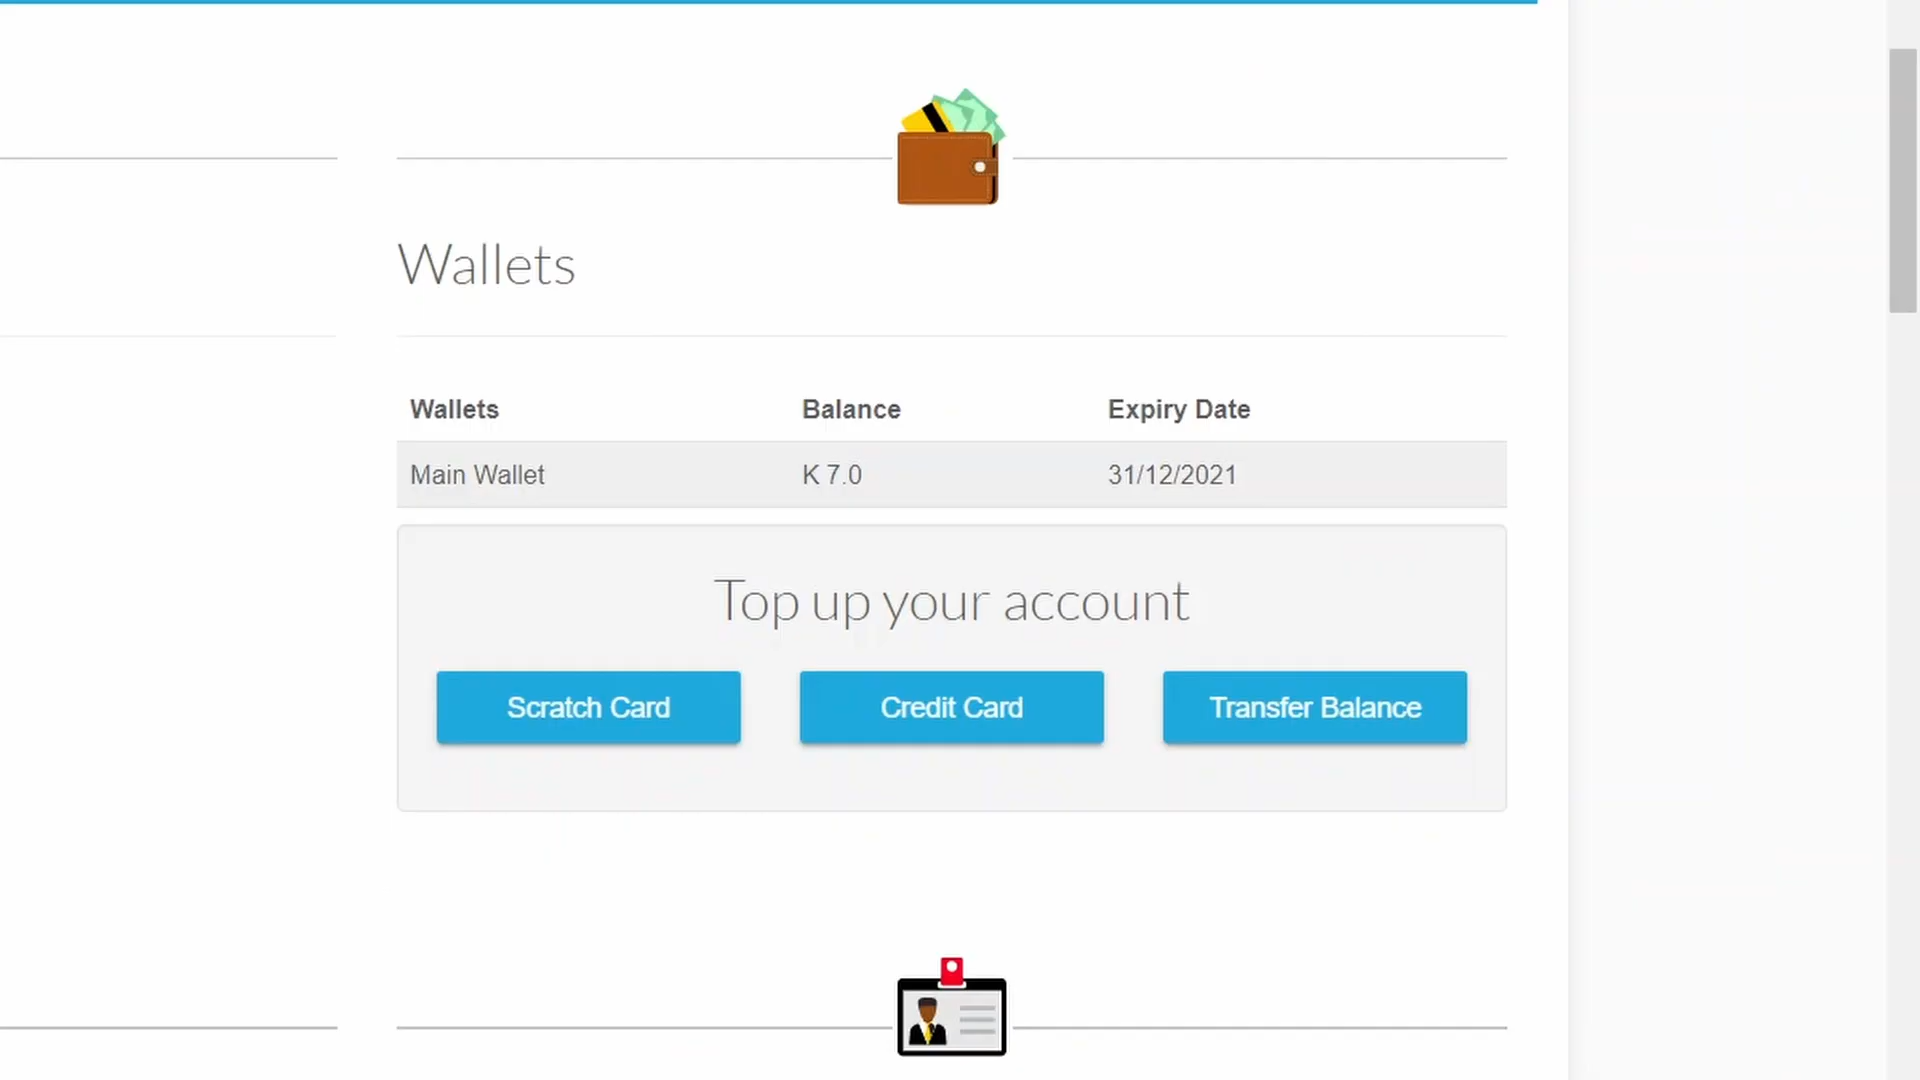 Wallets
Wallets Balance Expiry Date
Main Wallet K 7.0 31/12/2021
Top up your account
Scratch Card Credit Card Transfer Balance